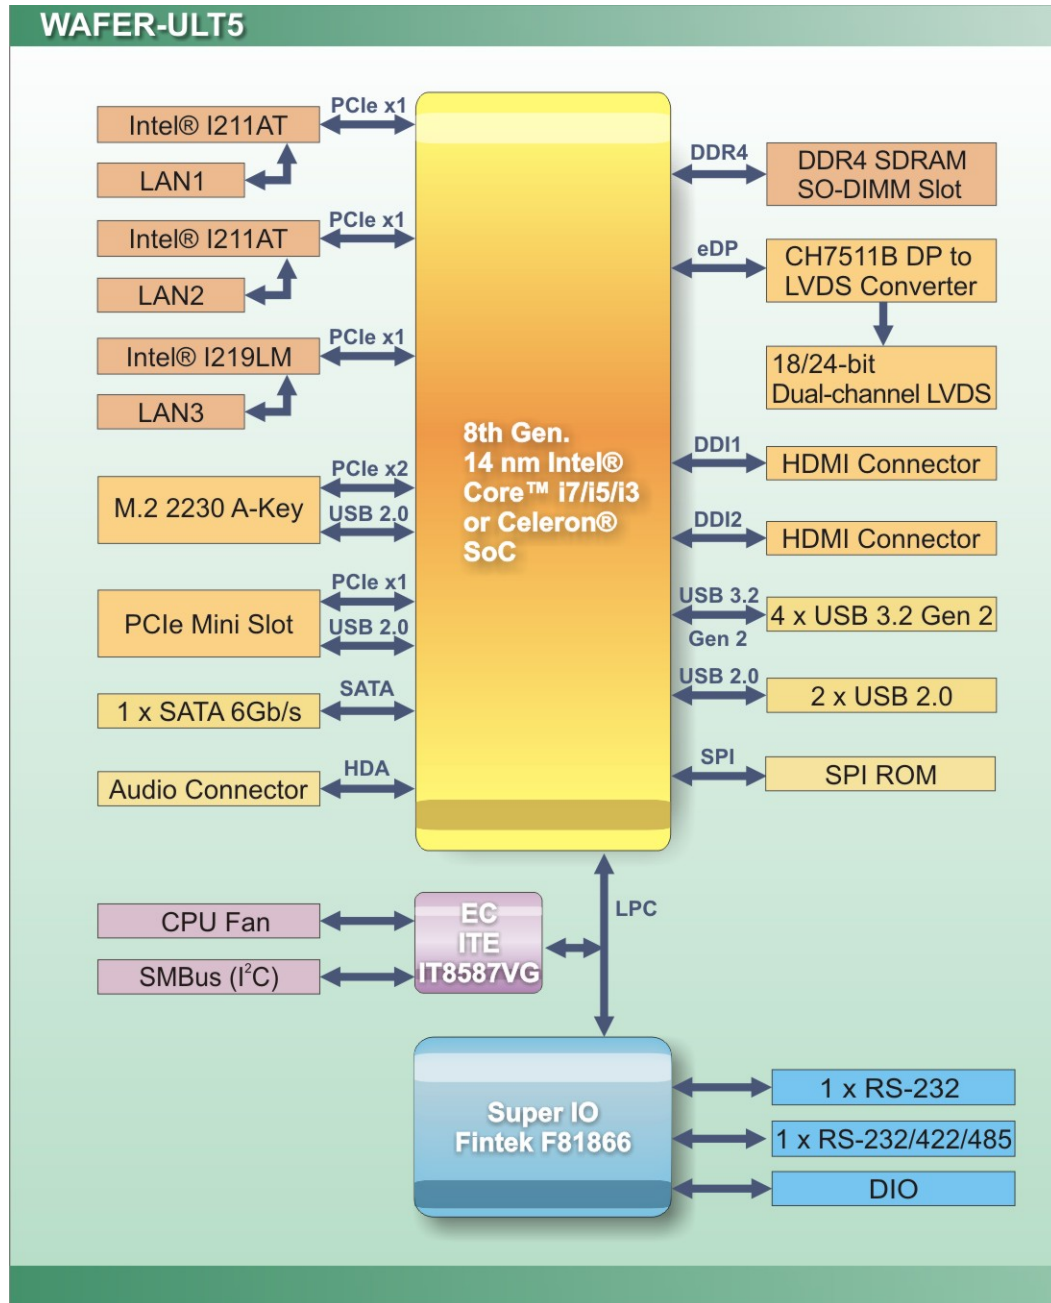 WAFER-ULT5
PCIe x1
Intel® I211AT
LAN1
PCIe x1
Intel® I211AT
LAN2
PCIe x1
Intel® I219LM
LAN3
PCIe x2
M.2 2230 A-Key
USB 2.0
PCIe x1
PCIe Mini Slot
USB 2.0
SATA
1 x SATA 6Gb/s
HDA
Audio Connector
8th Gen.
14 nm Intel®
Core™ i7/i5/i3
or Celeron®
SoC
DDR4
DDR4 SDRAM
SO-DIMM Slot
eDP
CH7511B DP to
LVDS Converter
18/24-bit
Dual-channel LVDS
DDI1
HDMI Connector
DDI2
HDMI Connector
USB 3.2
Gen 2
4 x USB 3.2 Gen 2
USB 2.0
2 x USB 2.0
SPI
SPI ROM
LPC
CPU Fan
SMBus (I²C)
EC
ITE
IT8587VG
Super IO
Fintek F81866
1 x RS-232
1 x RS-232/422/485
DIO